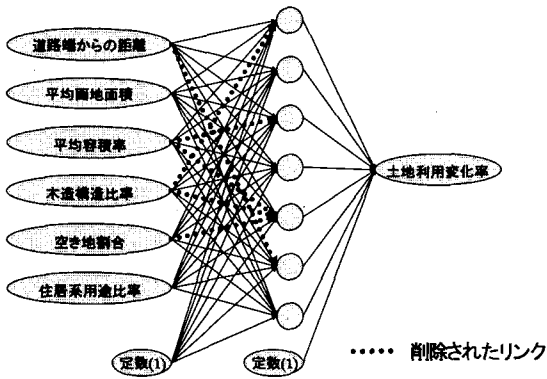 道路端からの距離
平均画地面積
平均容積率
木造構造比率
空き地割合
住居系用途比率
定数(1)
定数(1)
土地利用変化率
削除されたリンク